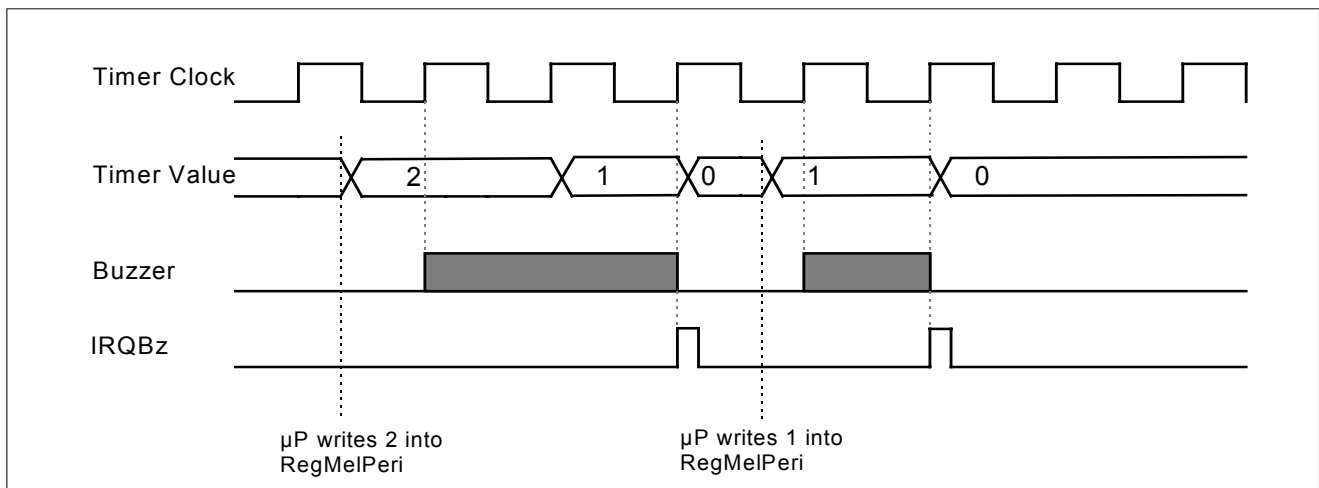 Timer Clock
Timer Value 2 1 0 1 0
Buzzer
IRQBz
µP writes 2 into
RegMelPeri
µP writes 1 into
RegMelPeri